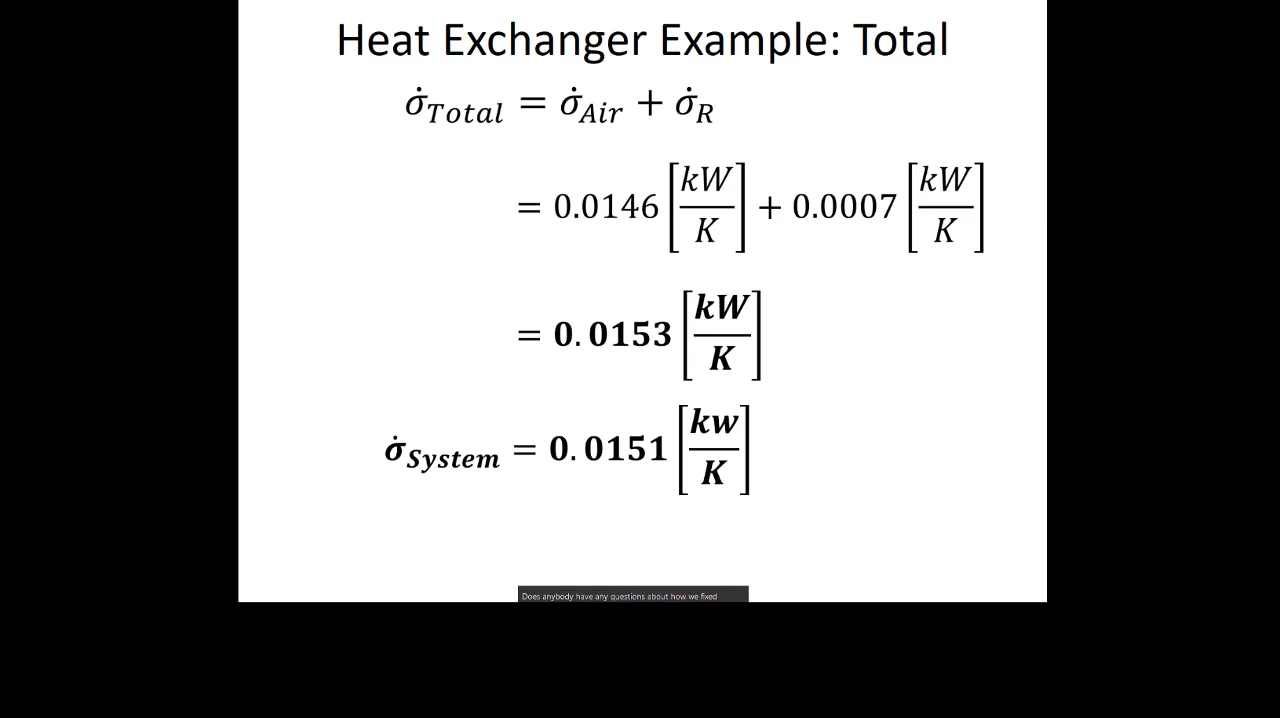 Heat Exchanger Example: Total
σ̇_Total = σ̇_Air + σ̇_R
= 0.0146 [kW/K] + 0.0007 [kW/K]
= 0.0153 [kW/K]
σ̇_System = 0.0151 [kw/K]
Does anybody have any questions about how we fixed